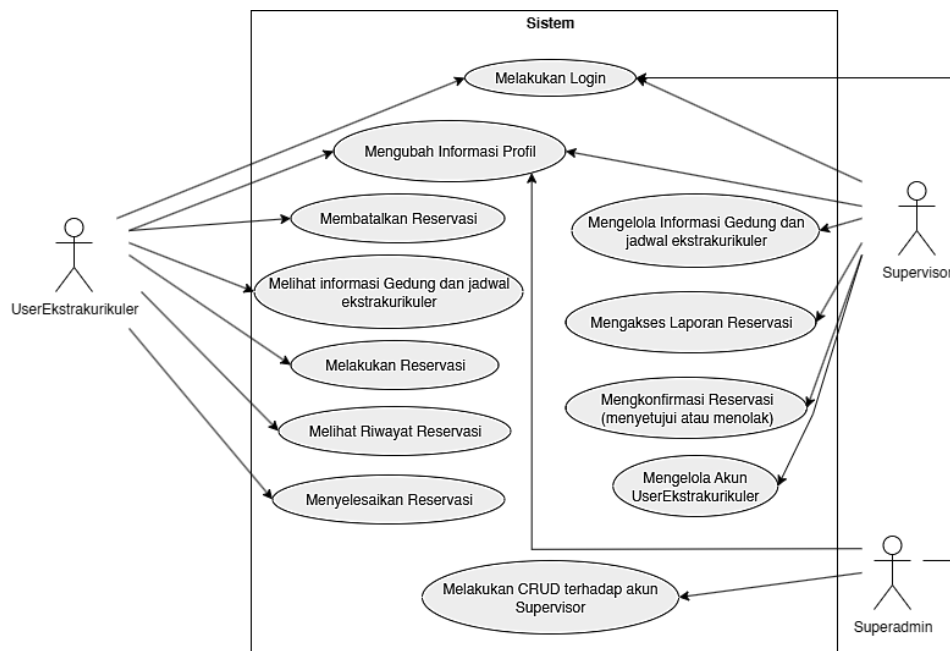 Sistem
Melakukan Login
Mengubah Informasi Profil
Membatalkan Reservasi
Mengelola Informasi Gedung dan
jadwal ekstrakurikuler
UserEkstrakurikuler
Supervisor
Melihat informasi Gedung dan jadwal
ekstrakurikuler
Mengakses Laporan Reservasi
Melakukan Reservasi
Mengkonfirmasi Reservasi
(menyetujui atau menolak)
Melihat Riwayat Reservasi
Mengelola Akun
UserEkstrakurikuler
Menyelesaikan Reservasi
Melakukan CRUD terhadap akun
Supervisor
Superadmin